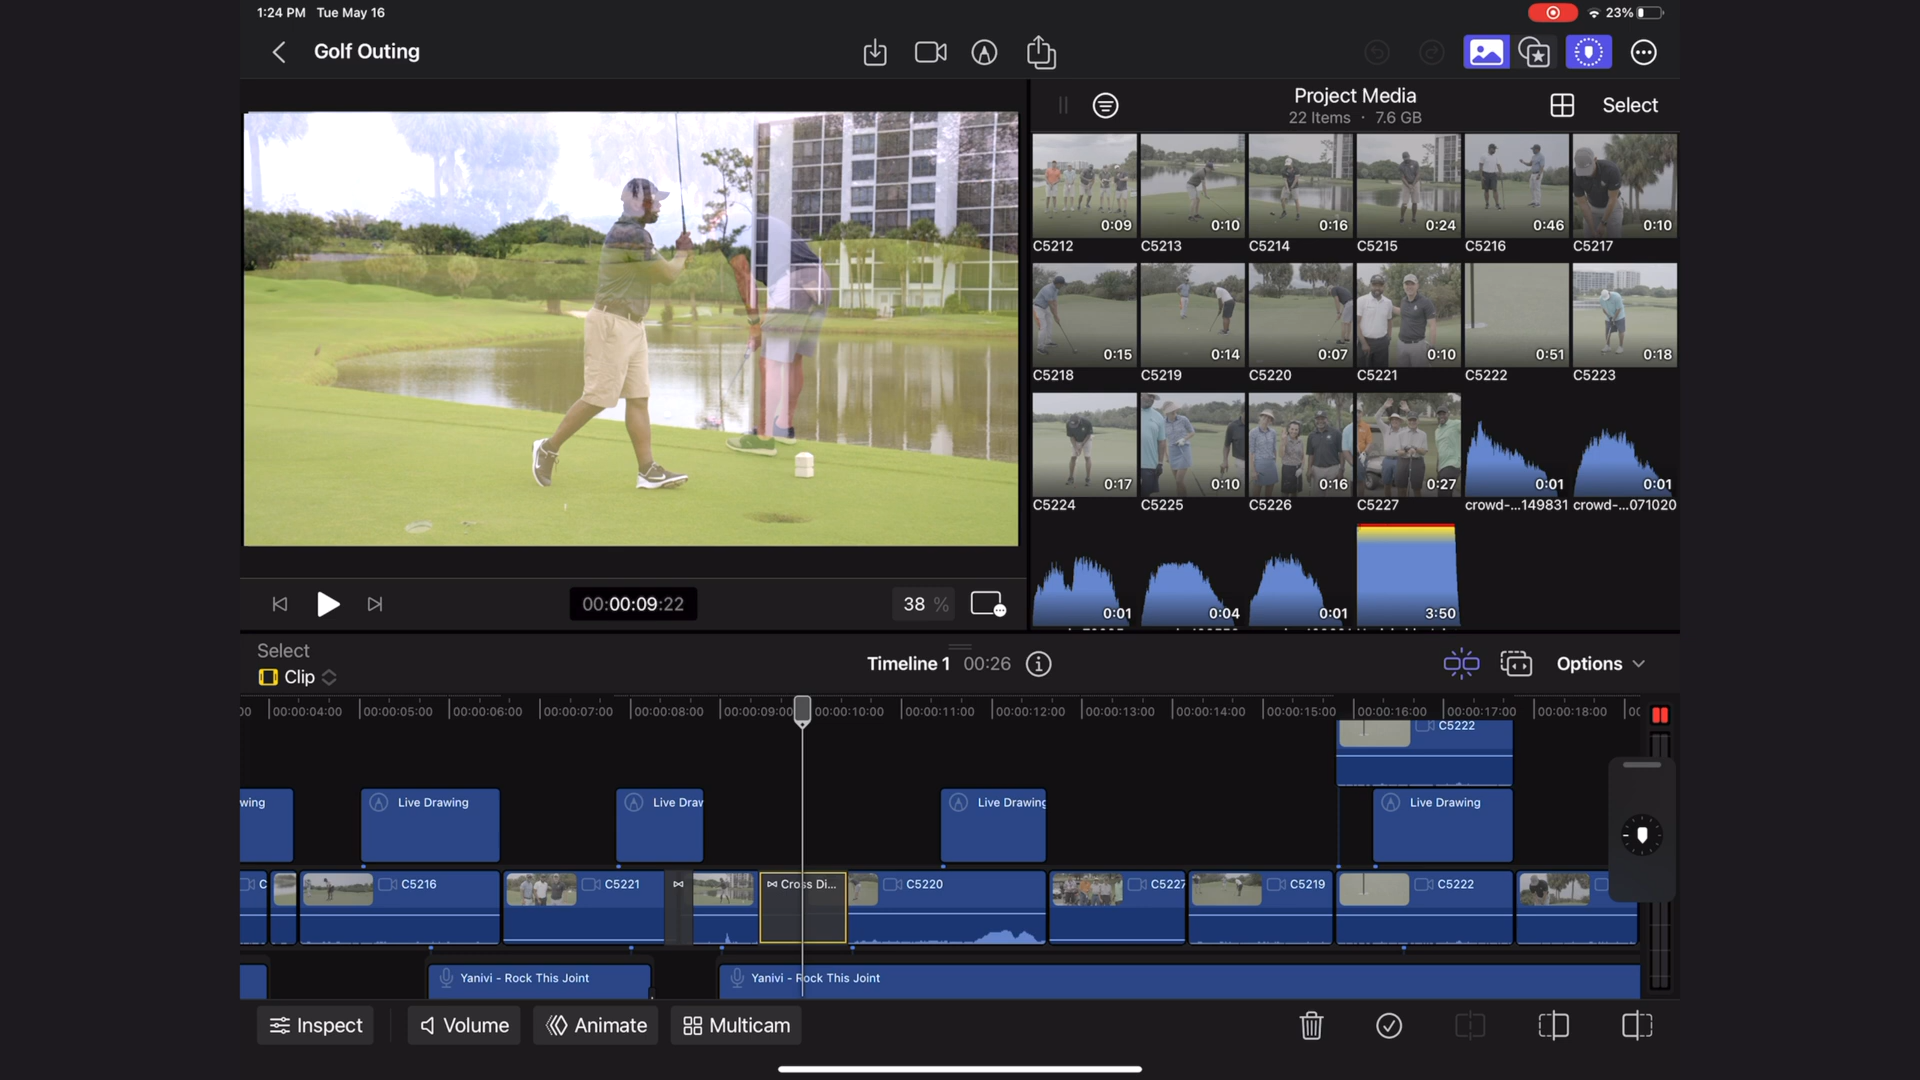 1:24 PM Tue May 16
23%
Golf Outing
Project Media
22 Items · 7.6 GB
Select
0:09 0:10 0:16 0:24 0:46 0:10
C5212 C5213 C5214 C5215 C5216 C5217
0:15 0:14 0:07 0:10 0:51 0:18
C5218 C5219 C5220 C5221 C5222 C5223
0:17 0:10 0:16 0:27 0:01 0:01
C5224 C5225 C5226 C5227 crowd-...149831 crowd-...071020
0:01 0:04 0:01 3:50
00:00:09:22
38 %
Select
Clip
Timeline 1 00:26
Options
00 00:00:04:00 00:00:05:00 00:00:06:00 00:00:07:00 00:00:08:00 00:00:09:00 00:00:10:00 00:00:11:00 00:00:12:00 00:00:13:00 00:00:14:00 00:00:15:00 00:00:16:00 00:00:17:00 00:00:18:00 00
C5222
wing Live Drawing Live Draw Live Drawing Live Drawing
C C5216 C5221 Cross Di... C5220 C5227 C5219 C5222
Yanivi - Rock This Joint Yanivi - Rock This Joint
Inspect Volume Animate Multicam